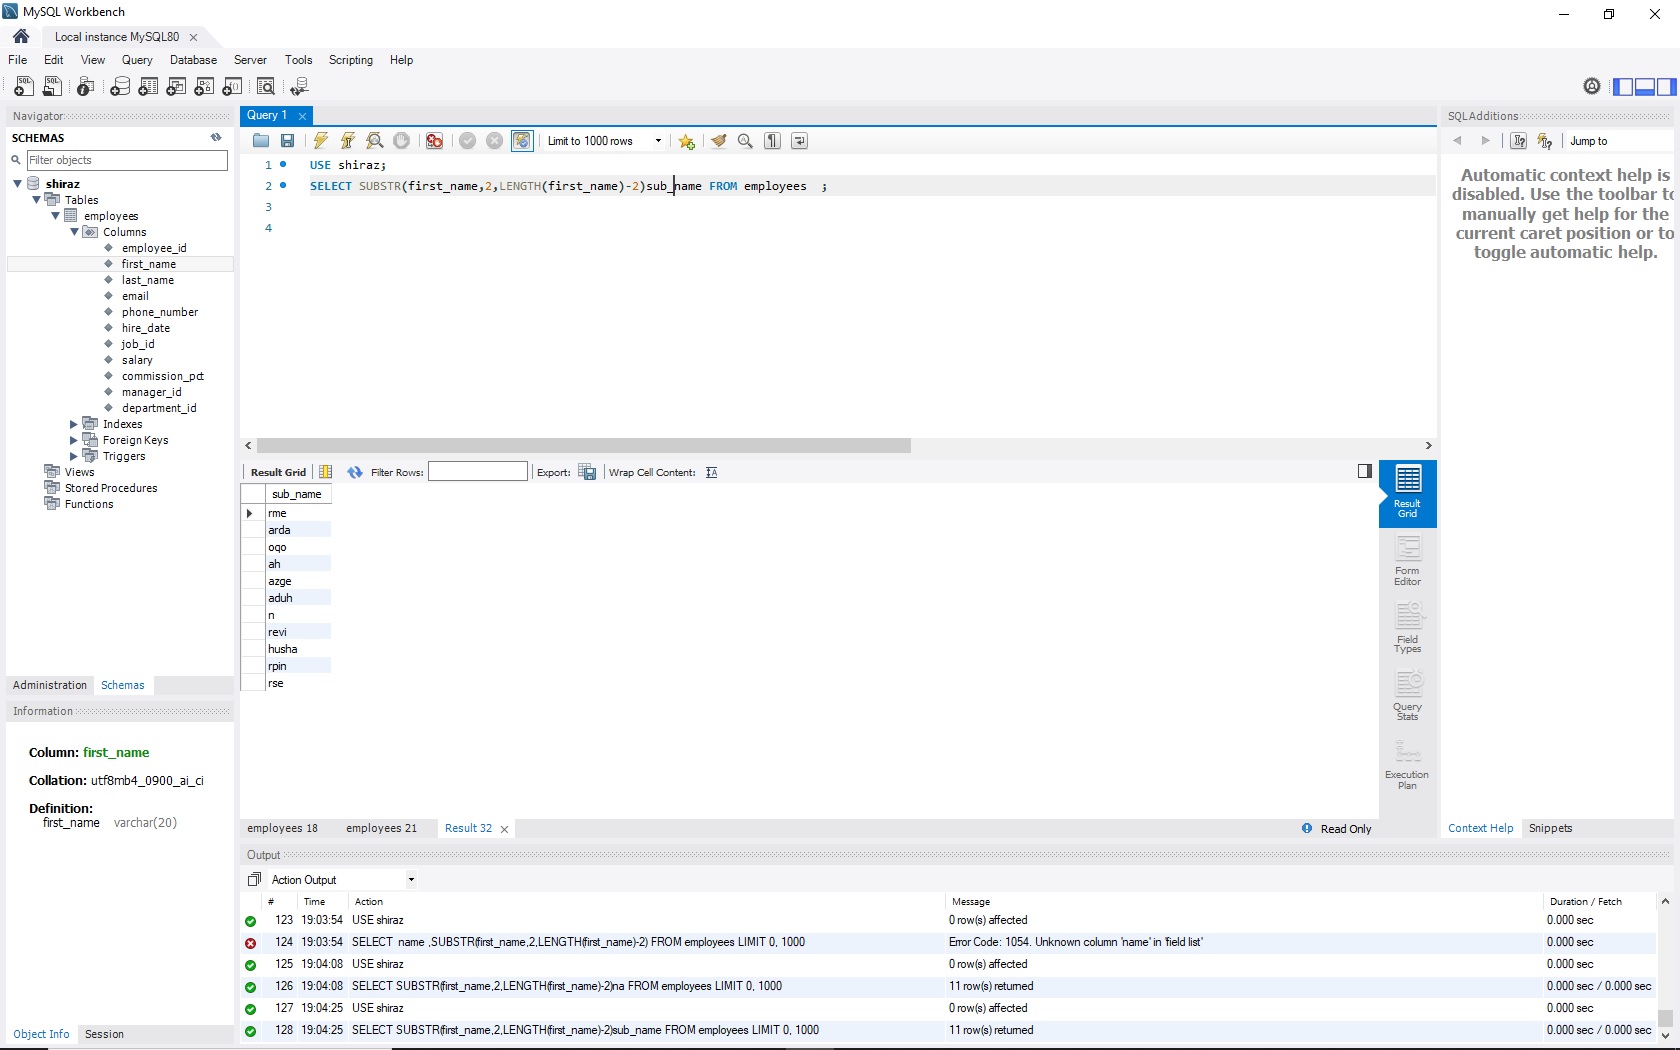 MySQL Workbench
Local instance MySQL80
File Edit View Query Database Server Tools Scripting Help
Navigator
SCHEMAS
Filter objects
shiraz
Tables
employees
Columns
employee_id
first_name
last_name
email
phone_number
hire_date
job_id
salary
commission_pct
manager_id
department_id
Indexes
Foreign Keys
Triggers
Views
Stored Procedures
Functions
Administration Schemas
Information
Column: first_name
Collation: utf8mb4_0900_ai_ci
Definition:
first_name varchar(20)
Object Info Session
Query 1
Limit to 1000 rows
1 USE shiraz;
2 SELECT SUBSTR(first_name,2,LENGTH(first_name)-2)sub_name FROM employees  ;
3
4
Result Grid Filter Rows: Export: Wrap Cell Content:
sub_name
rme
arda
oqo
ah
azge
aduh
n
revi
husha
rpin
rse
Result Grid
Form Editor
Field Types
Query Stats
Execution Plan
employees 18 employees 21 Result 32
Read Only
SQLAdditions
Jump to
Automatic context help is
disabled. Use the toolbar to
manually get help for the
current caret position or to
toggle automatic help.
Context Help Snippets
Output
Action Output
# Time Action Message Duration / Fetch
123 19:03:54 USE shiraz 0 row(s) affected 0.000 sec
124 19:03:54 SELECT  name ,SUBSTR(first_name,2,LENGTH(first_name)-2) FROM employees LIMIT 0, 1000 Error Code: 1054. Unknown column 'name' in 'field list' 0.000 sec
125 19:04:08 USE shiraz 0 row(s) affected 0.000 sec
126 19:04:08 SELECT SUBSTR(first_name,2,LENGTH(first_name)-2)na FROM employees LIMIT 0, 1000 11 row(s) returned 0.000 sec / 0.000 sec
127 19:04:25 USE shiraz 0 row(s) affected 0.000 sec
128 19:04:25 SELECT SUBSTR(first_name,2,LENGTH(first_name)-2)sub_name FROM employees LIMIT 0, 1000 11 row(s) returned 0.000 sec / 0.000 sec